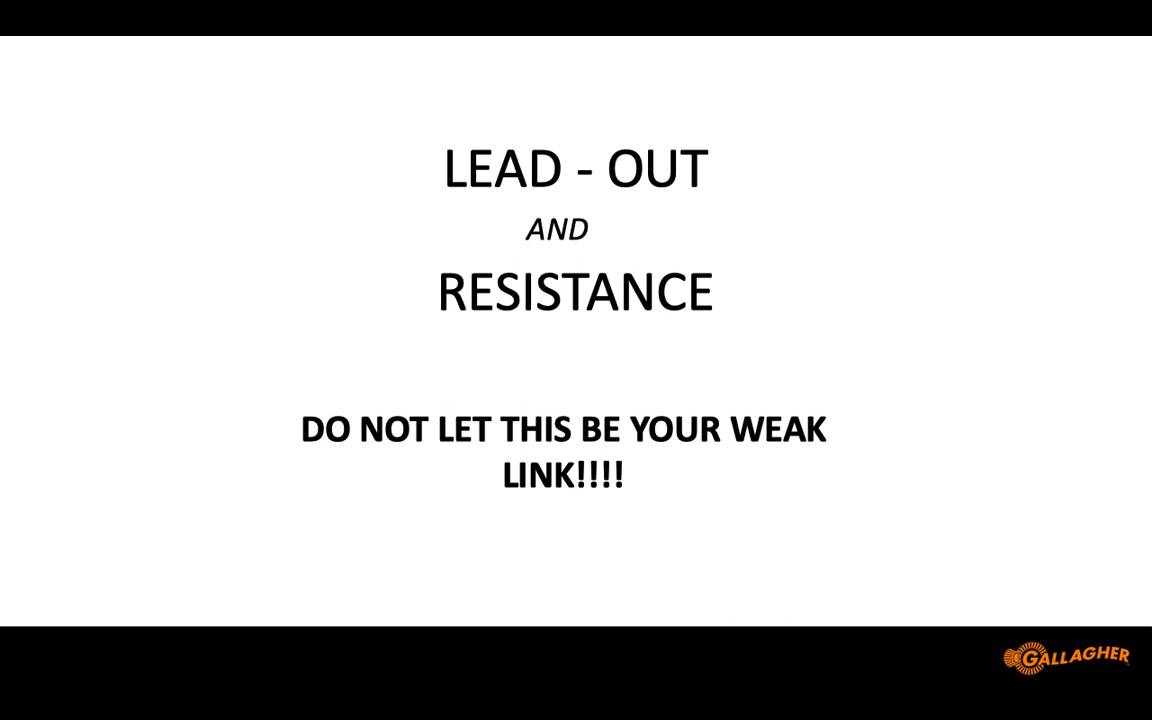 LEAD - OUT
AND
RESISTANCE
DO NOT LET THIS BE YOUR WEAK
LINK!!!!
GALLAGHER